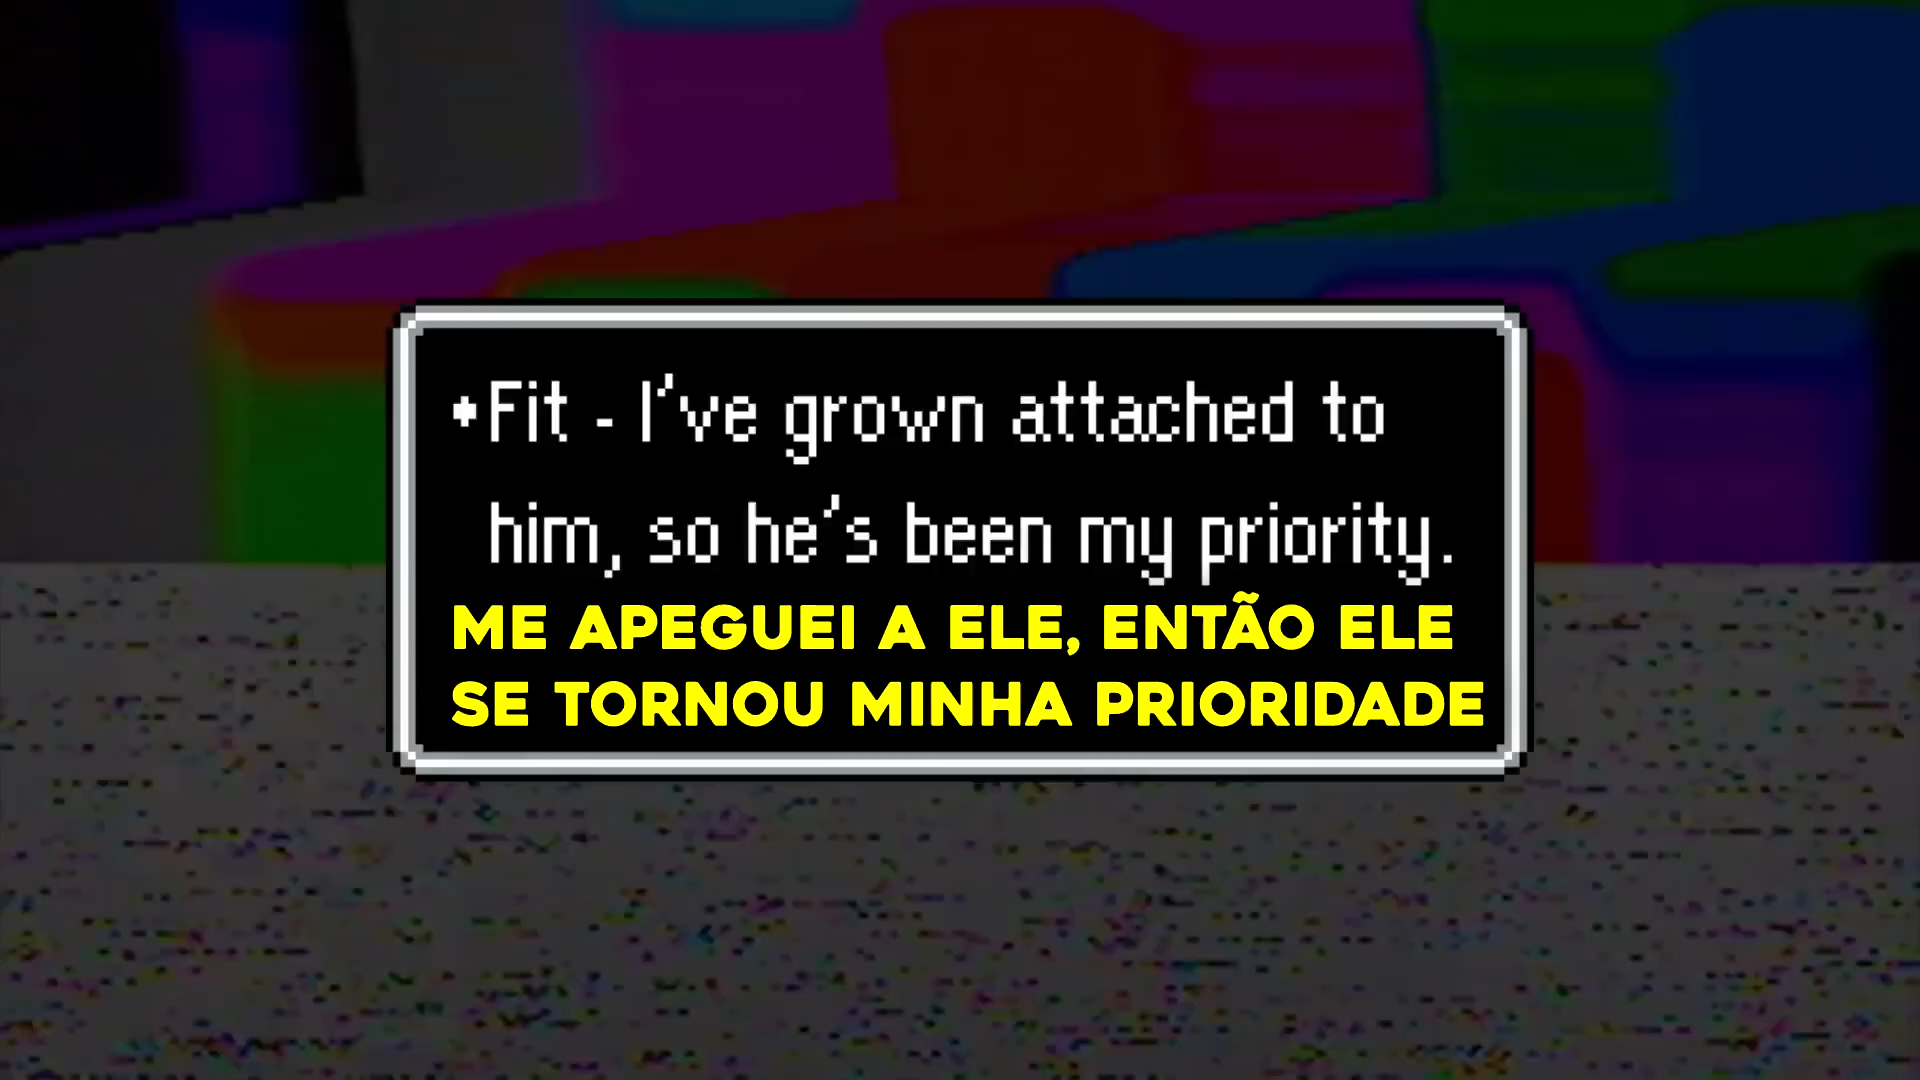 Fit - I've grown attached to
him, so he's been my priority.
ME APEGUEI A ELE, ENTÃO ELE
SE TORNOU MINHA PRIORIDADE